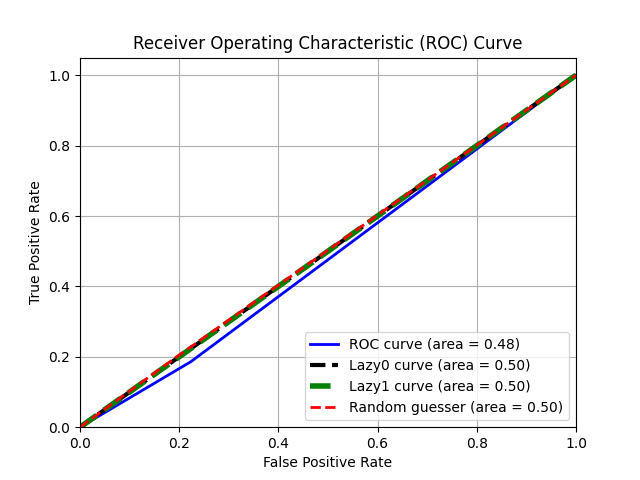 Receiver Operating Characteristic (ROC) Curve
True Positive Rate
1.0
0.8
0.6
0.4
0.2
0.0
ROC curve (area = 0.48)
Lazy0 curve (area = 0.50)
Lazy1 curve (area = 0.50)
Random guesser (area = 0.50)
0.0 0.2 0.4 0.6 0.8 1.0
False Positive Rate